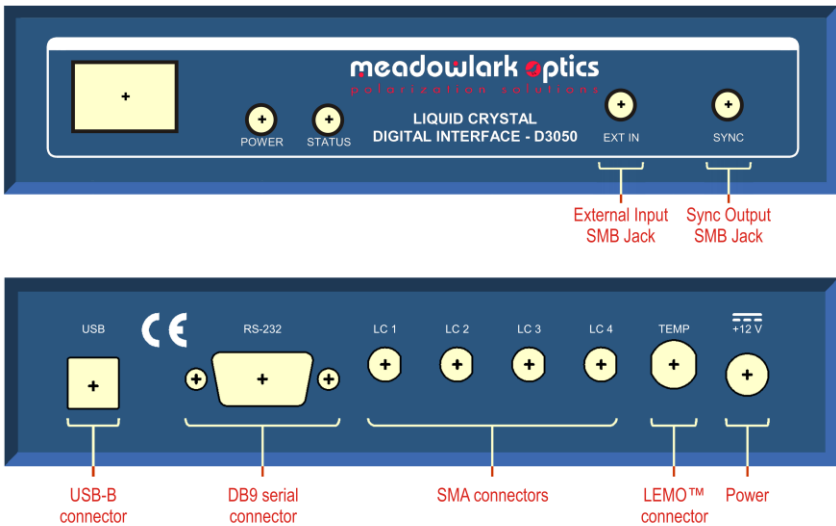 meadowlark optics
polarization solutions
LIQUID CRYSTAL
DIGITAL INTERFACE - D3050
POWER
STATUS
EXT IN
SYNC
External Input
SMB Jack
Sync Output
SMB Jack
USB
CE
RS-232
LC 1
LC 2
LC 3
LC 4
TEMP
+12 V
USB-B
connector
DB9 serial
connector
SMA connectors
LEMO™
connector
Power